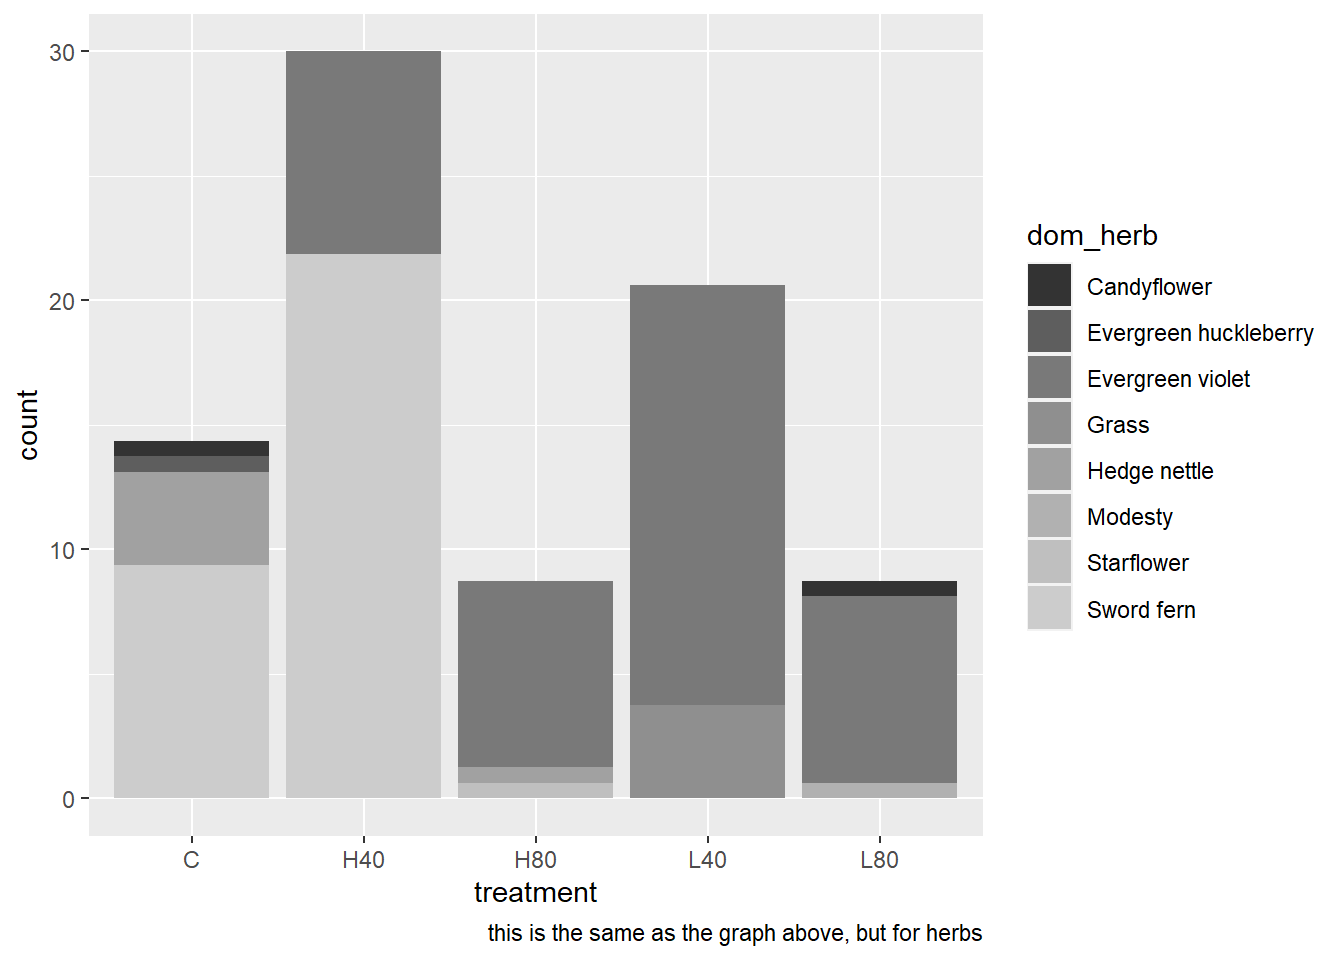 30
20
10
0
count
C H40 H80 L40 L80
treatment
this is the same as the graph above, but for herbs
dom_herb
Candyflower
Evergreen huckleberry
Evergreen violet
Grass
Hedge nettle
Modesty
Starflower
Sword fern